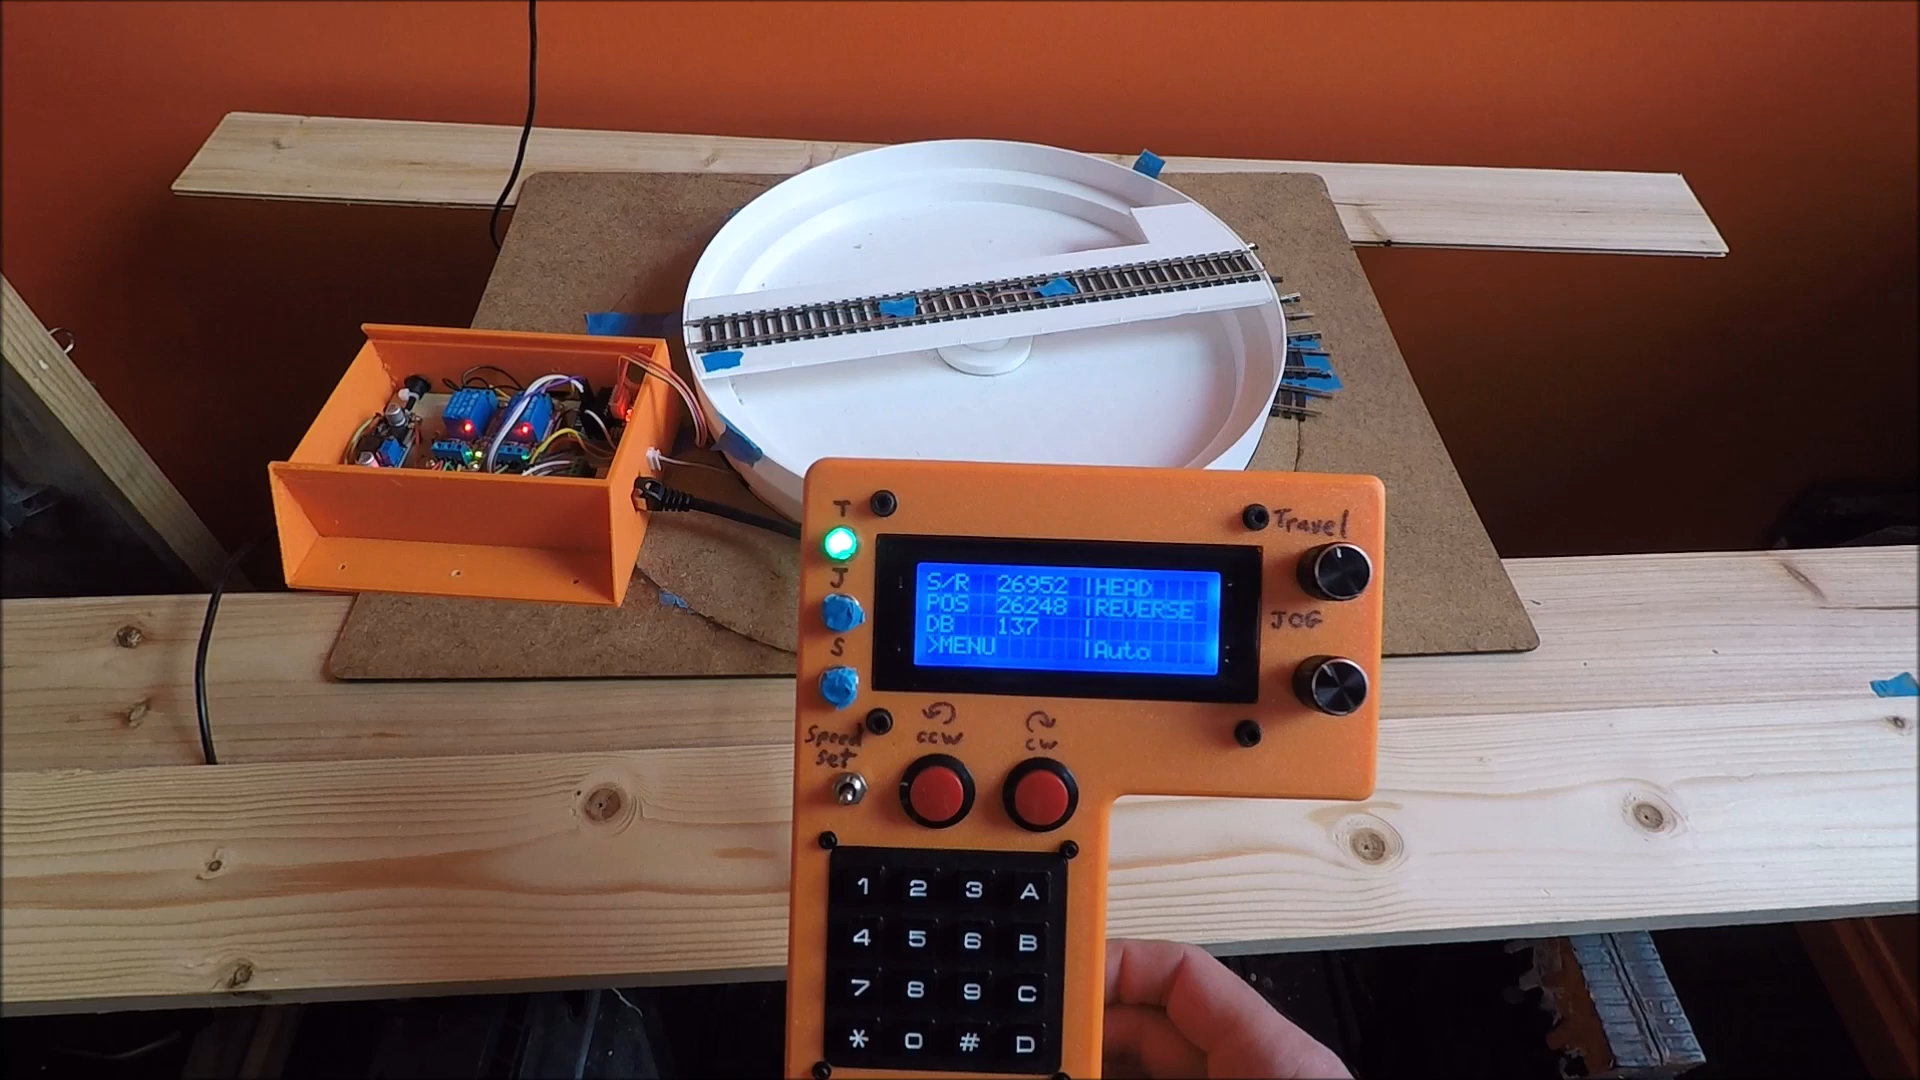 T
Travel
J
S/R 26952 |HEAD
POS 26248 |REVERSE
DB 137 |
>MENU |Auto
JOG
S
Speed
set
CCW
CW
1 2 3 A
4 5 6 B
7 8 9 C
* 0 # D